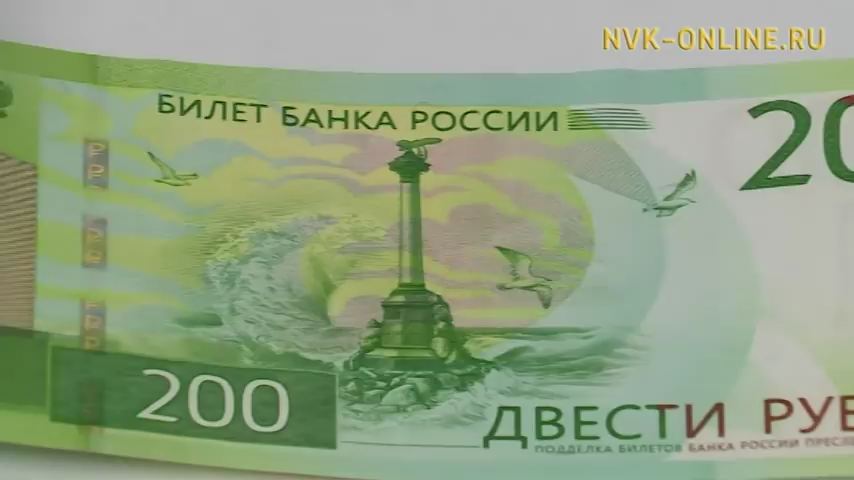 NVK-ONLINE.RU
БИЛЕТ БАНКА РОССИИ
20
200
ДВЕСТИ РУБ
ПОДДЕЛКА БИЛЕТОВ БАНКА РОССИИ ПРЕСЛЕ